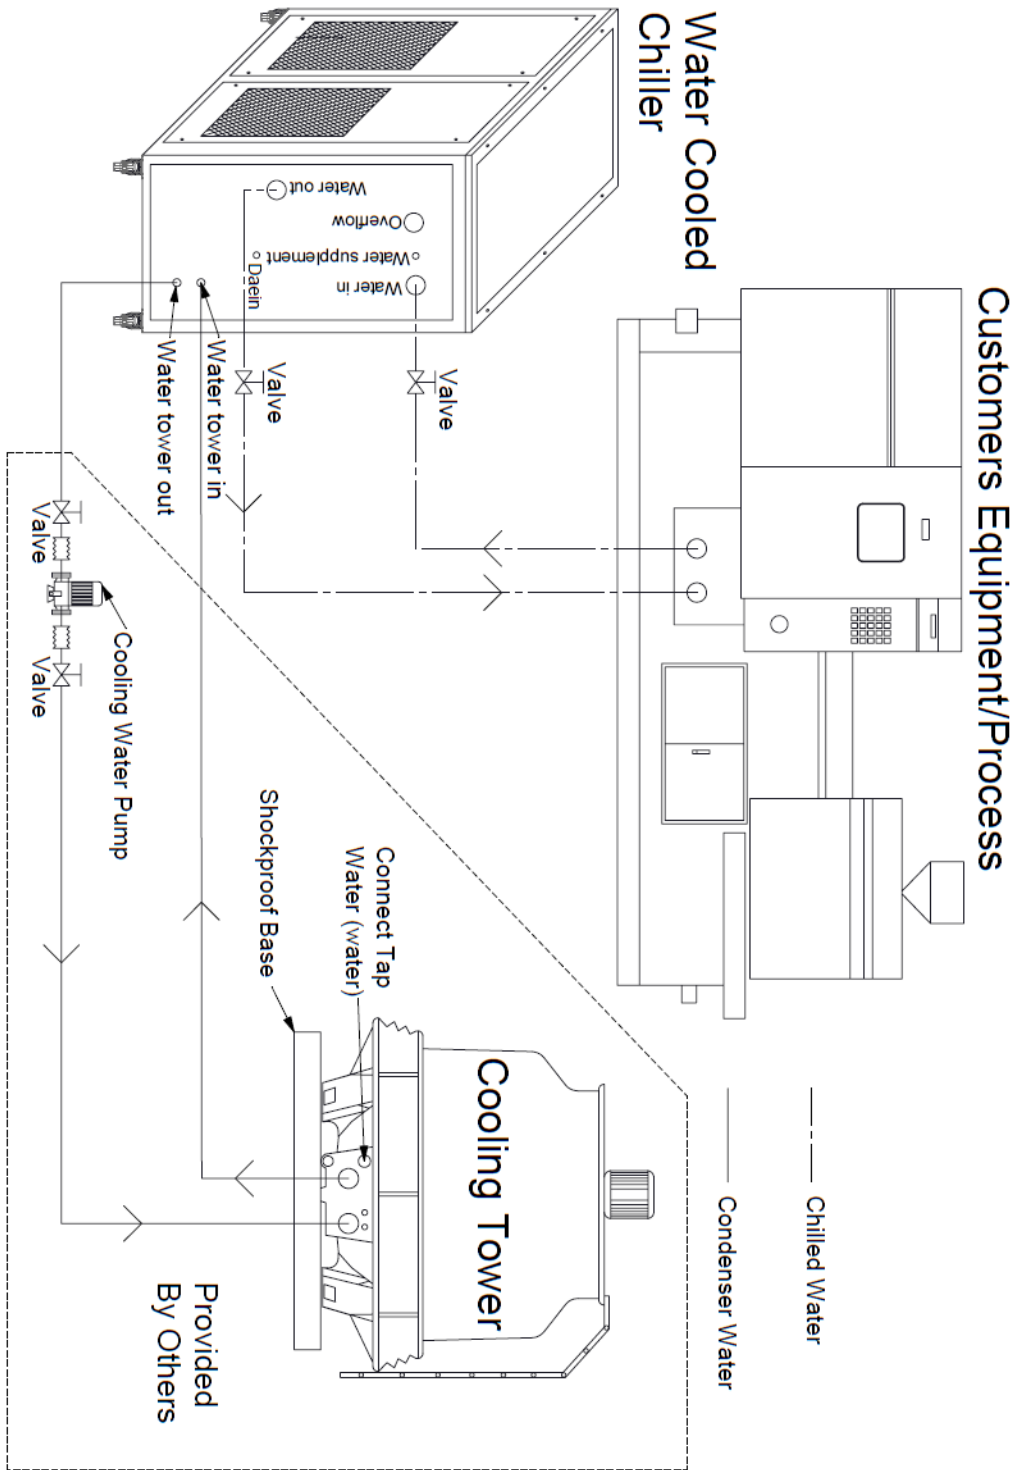 Water Cooled
Chiller
Customers Equipment/Process
Water out
Overflow
Water supplement
Water in
Daein
Water tower in
Water tower out
Valve
Valve
Valve
Valve
Cooling Water Pump
Chilled Water
Condenser Water
Connect Tap
Water (water)
Shockproof Base
Cooling Tower
Provided
By Others